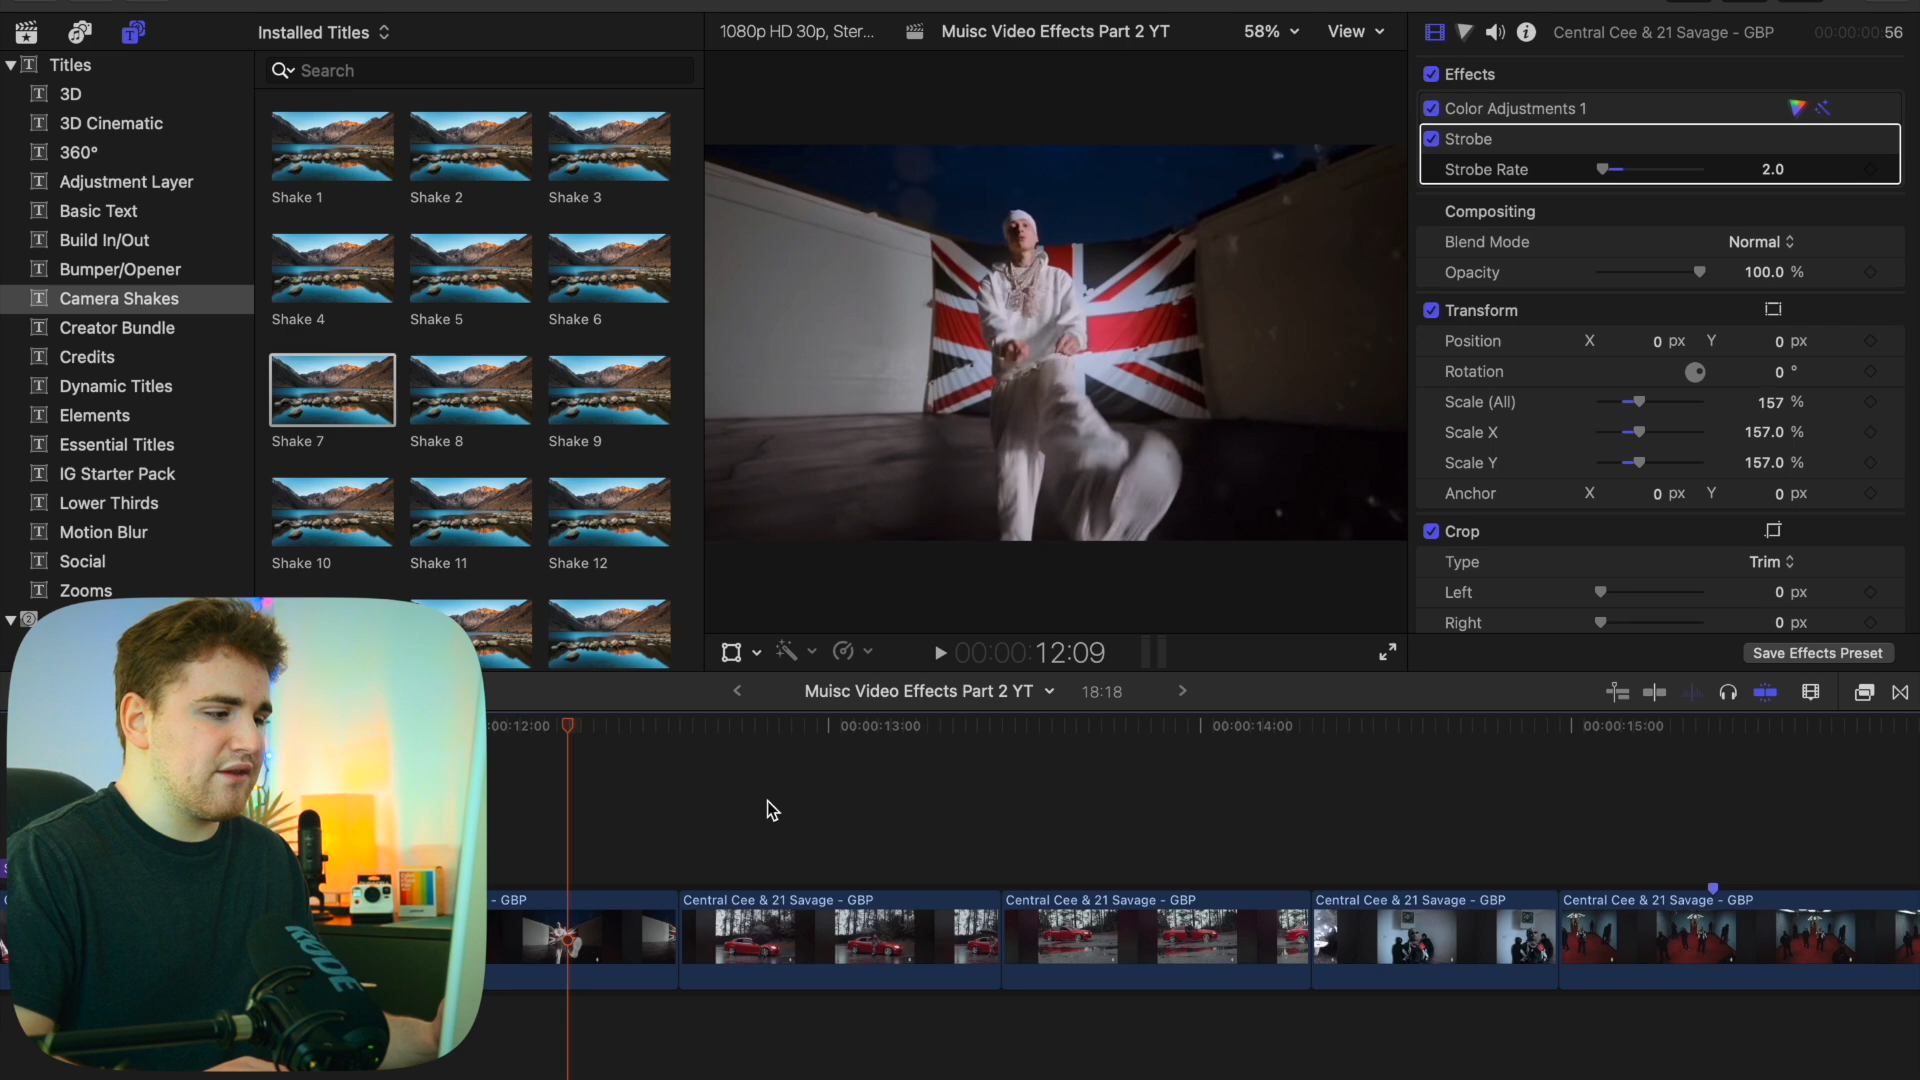 Installed Titles
1080p HD 30p, Ster...
Muisc Video Effects Part 2 YT
58%
View
Central Cee & 21 Savage - GBP
00:00:00:56
Titles
3D
3D Cinematic
360°
Adjustment Layer
Basic Text
Build In/Out
Bumper/Opener
Camera Shakes
Creator Bundle
Credits
Dynamic Titles
Elements
Essential Titles
IG Starter Pack
Lower Thirds
Motion Blur
Social
Zooms
Search
Shake 1
Shake 2
Shake 3
Shake 4
Shake 5
Shake 6
Shake 7
Shake 8
Shake 9
Shake 10
Shake 11
Shake 12
Effects
Color Adjustments 1
Strobe
Strobe Rate 2.0
Compositing
Blend Mode Normal
Opacity 100.0 %
Transform
Position X 0 px Y 0 px
Rotation 0 °
Scale (All) 157 %
Scale X 157.0 %
Scale Y 157.0 %
Anchor X 0 px Y 0 px
Crop
Type Trim
Left 0 px
Right 0 px
Save Effects Preset
00:00:12:09
Muisc Video Effects Part 2 YT
18:18
:00:12:00
00:00:13:00
00:00:14:00
00:00:15:00
- GBP
Central Cee & 21 Savage - GBP
Central Cee & 21 Savage - GBP
Central Cee & 21 Savage - GBP
Central Cee & 21 Savage - GBP
RØDE